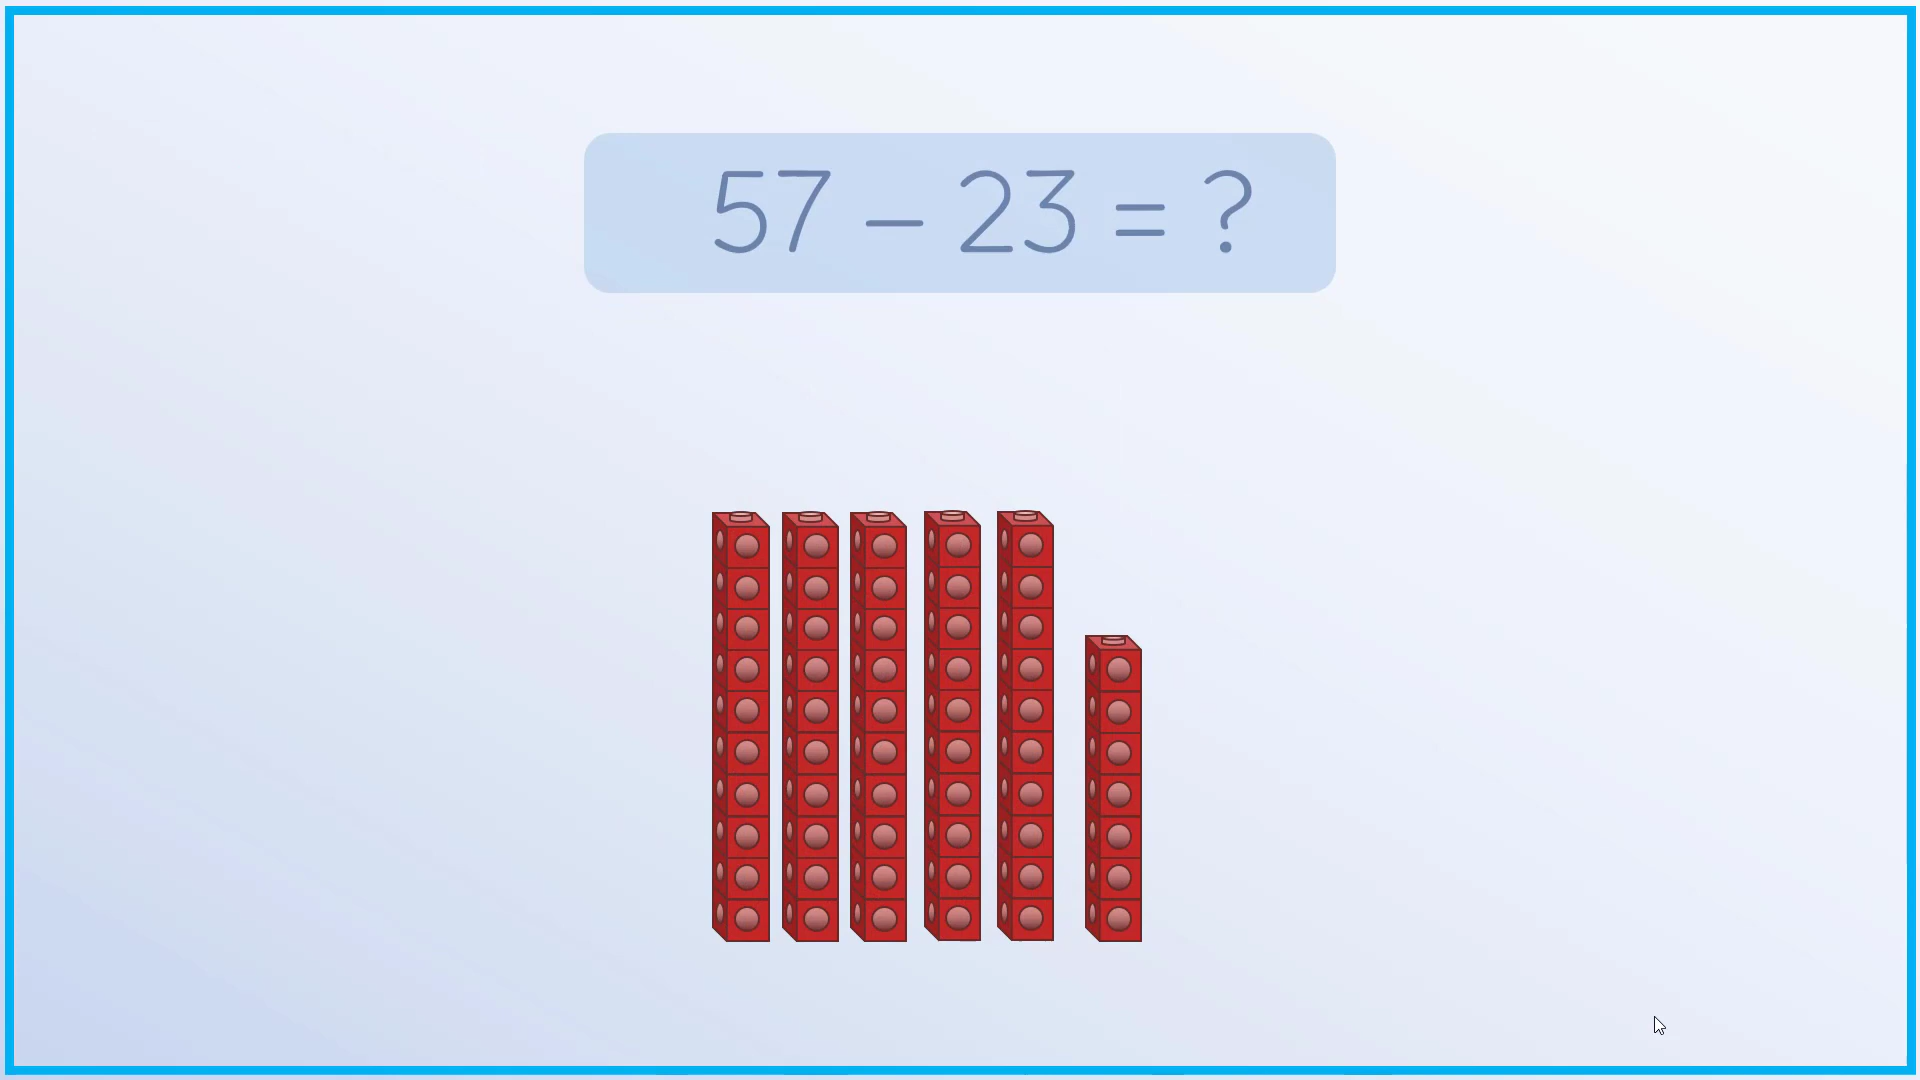 57 – 23 = ?